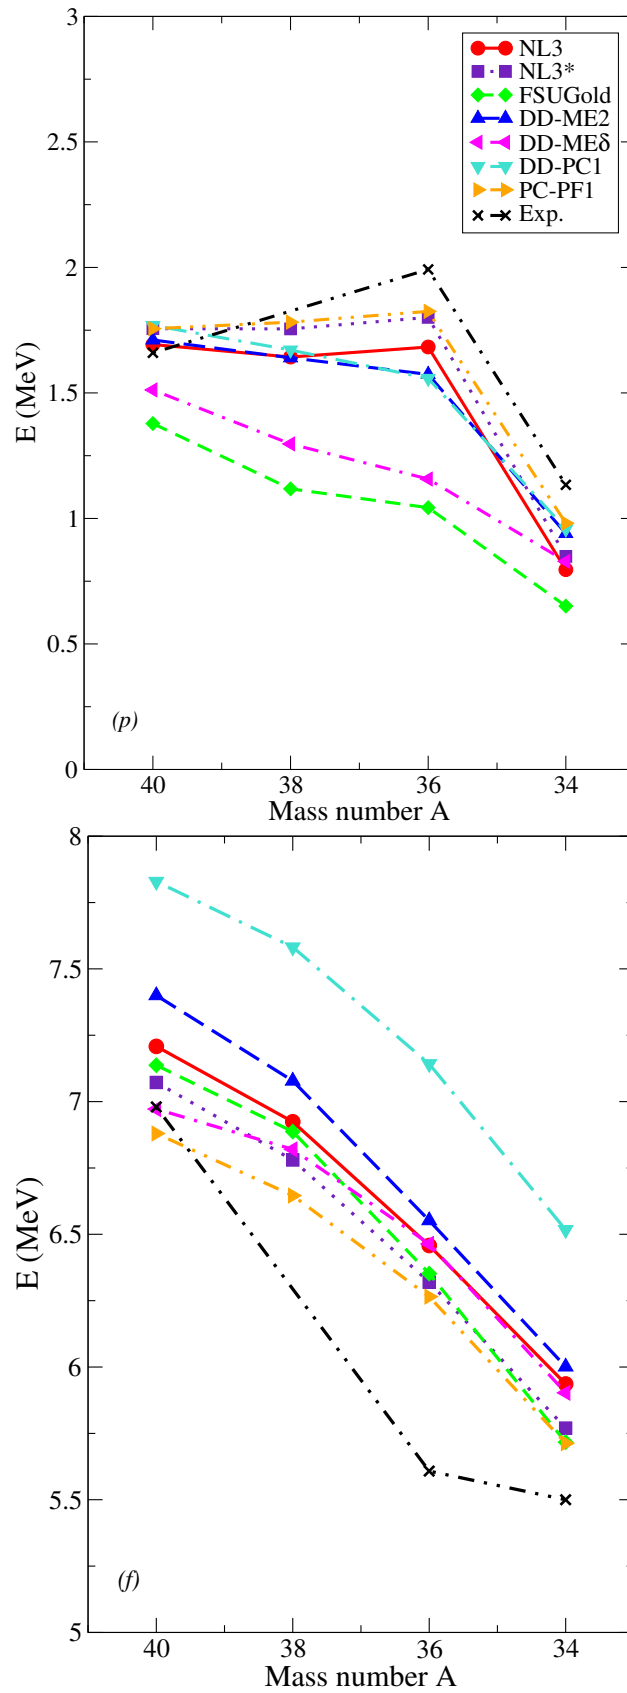 3
2.5
2
1.5
1
0.5
0
E (MeV)
NL3
NL3*
FSUGold
DD-ME2
DD-MEδ
DD-PC1
PC-PF1
Exp.
(p)
40 38 36 34
Mass number A
8
7.5
7
6.5
6
5.5
5
E (MeV)
(f)
40 38 36 34
Mass number A